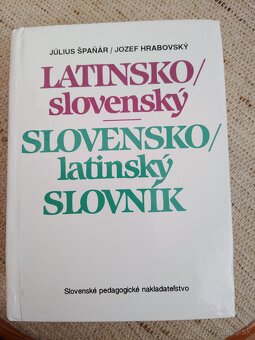 JÚLIUS ŠPAŇÁR/JOZEF HRABOVSKÝ
LATINSKO/
slovenský
SLOVENSKO/
latinský
SLOVNÍK
Slovenské pedagogické nakladateľstvo